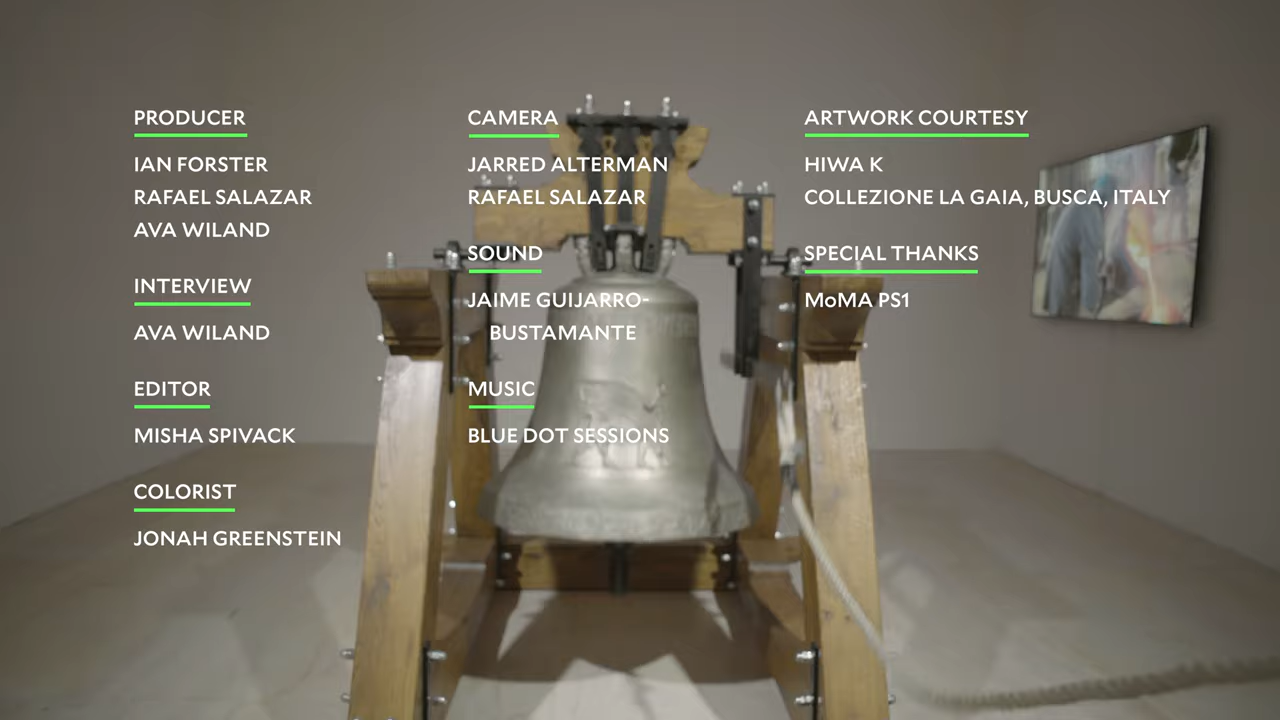 PRODUCER
IAN FORSTER
RAFAEL SALAZAR
AVA WILAND
INTERVIEW
AVA WILAND
EDITOR
MISHA SPIVACK
COLORIST
JONAH GREENSTEIN
CAMERA
JARRED ALTERMAN
RAFAEL SALAZAR
SOUND
JAIME GUIJARRO-
BUSTAMANTE
MUSIC
BLUE DOT SESSIONS
ARTWORK COURTESY
HIWA K
COLLEZIONE LA GAIA, BUSCA, ITALY
SPECIAL THANKS
MoMA PS1